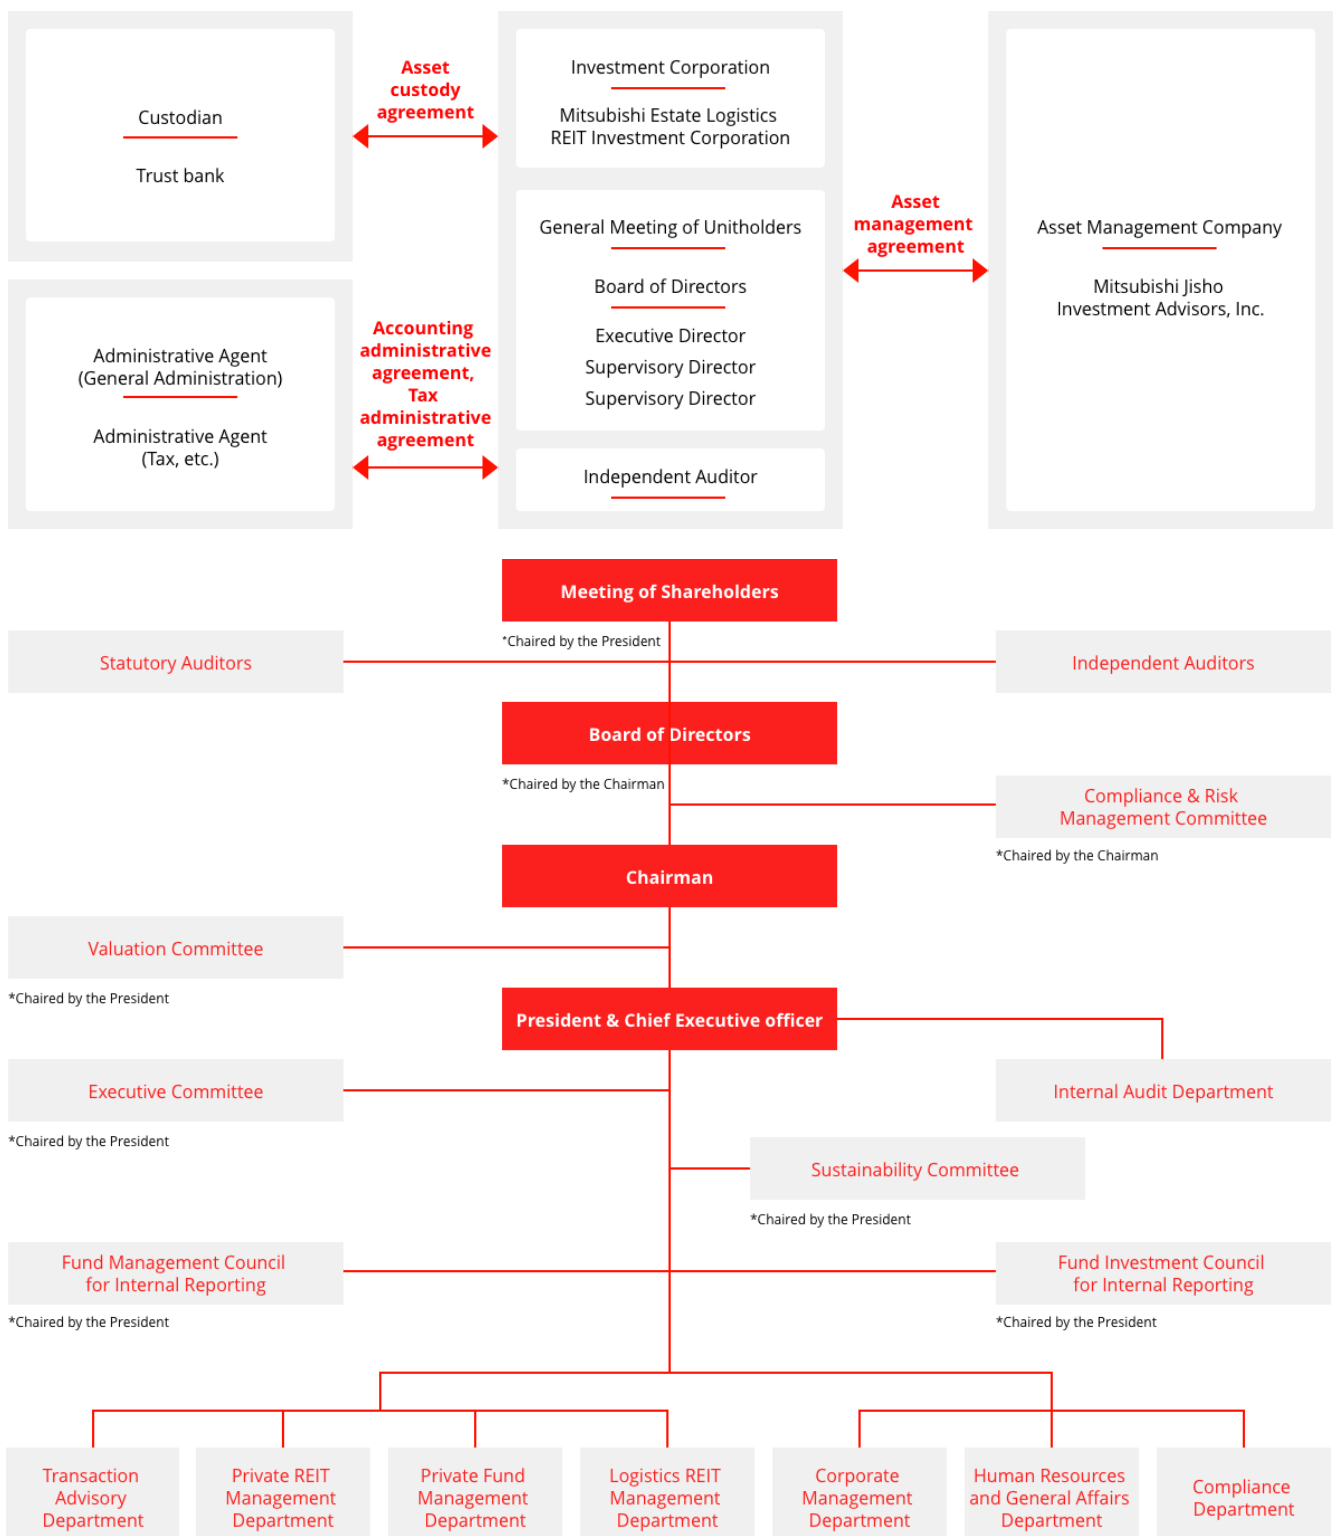 Custodian
Trust bank
Asset
custody
agreement
Investment Corporation
Mitsubishi Estate Logistics
REIT Investment Corporation
General Meeting of Unitholders
Board of Directors
Executive Director
Supervisory Director
Supervisory Director
Independent Auditor
Asset
management
agreement
Asset Management Company
Mitsubishi Jisho
Investment Advisors, Inc.
Administrative Agent
(General Administration)
Administrative Agent
(Tax, etc.)
Accounting
administrative
agreement,
Tax
administrative
agreement
Meeting of Shareholders
*Chaired by the President
Statutory Auditors
Independent Auditors
Board of Directors
*Chaired by the Chairman
Compliance & Risk
Management Committee
*Chaired by the Chairman
Chairman
Valuation Committee
*Chaired by the President
President & Chief Executive officer
Executive Committee
*Chaired by the President
Internal Audit Department
Sustainability Committee
*Chaired by the President
Fund Management Council
for Internal Reporting
*Chaired by the President
Fund Investment Council
for Internal Reporting
*Chaired by the President
Transaction
Advisory
Department
Private REIT
Management
Department
Private Fund
Management
Department
Logistics REIT
Management
Department
Corporate
Management
Department
Human Resources
and General Affairs
Department
Compliance
Department